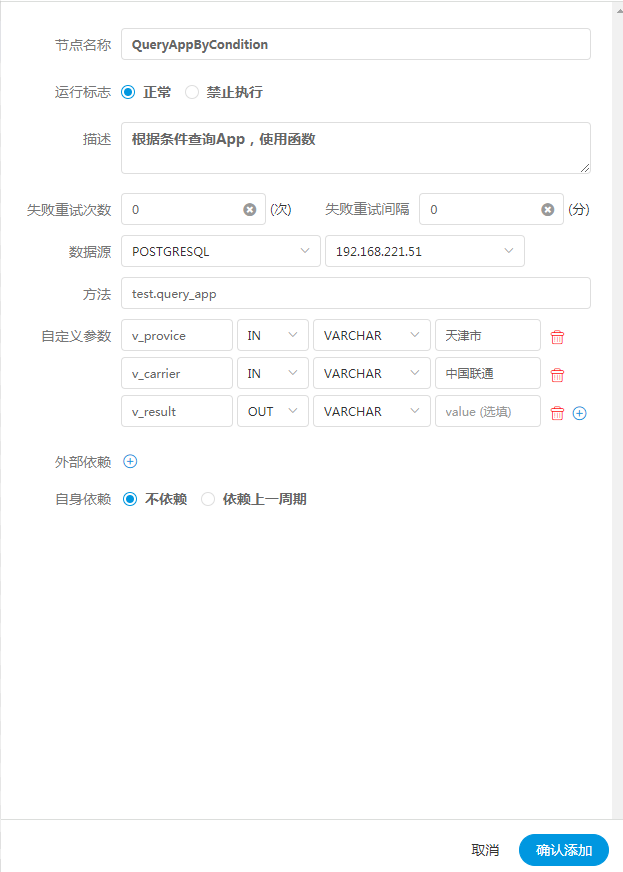 节点名称 QueryAppByCondition
运行标志 正常 禁止执行
描述 根据条件查询App，使用函数
失败重试次数 0 (次) 失败重试间隔 0 (分)
数据源 POSTGRESQL 192.168.221.51
方法 test.query_app
自定义参数 v_provice IN VARCHAR 天津市
v_carrier IN VARCHAR 中国联通
v_result OUT VARCHAR value (选填)
外部依赖
自身依赖 不依赖 依赖上一周期
取消 确认添加